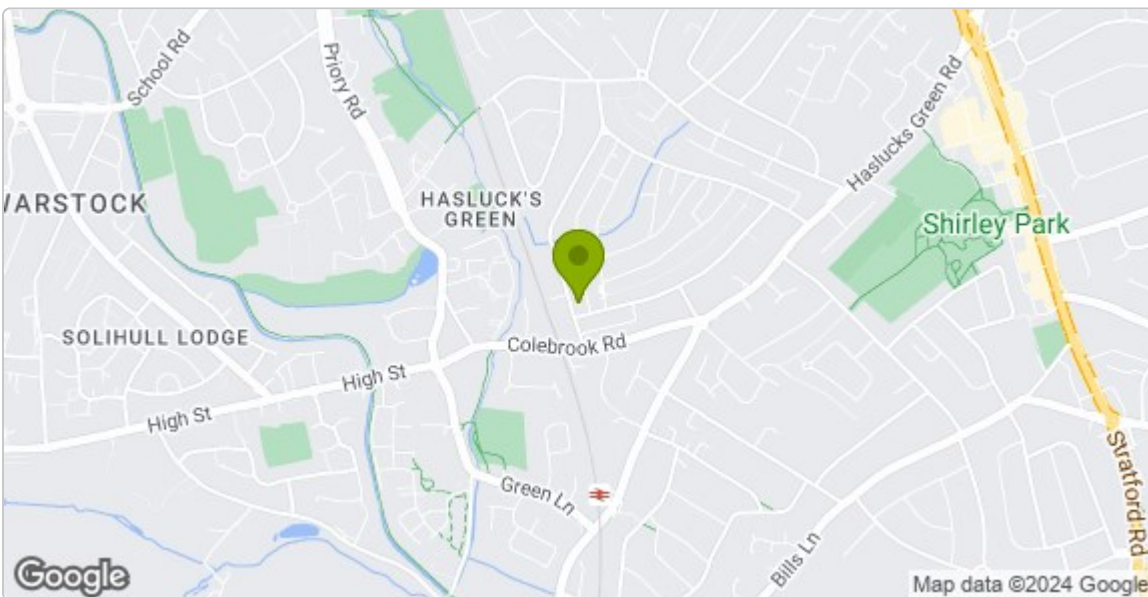 School Rd
Priory Rd
Haslucks Green Rd
WARSTOCK
HASLUCK'S
GREEN
Shirley Park
SOLIHULL LODGE
Colebrook Rd
High St
High St
Green Ln
Bills Ln
Stratford Rd
Google
Map data ©2024 Google